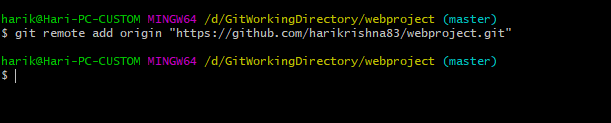 harik@Hari-PC-CUSTOM MINGW64 /d/GitWorkingDirectory/webproject (master)
$ git remote add origin "https://github.com/harikrishna83/webproject.git"
harik@Hari-PC-CUSTOM MINGW64 /d/GitWorkingDirectory/webproject (master)
$